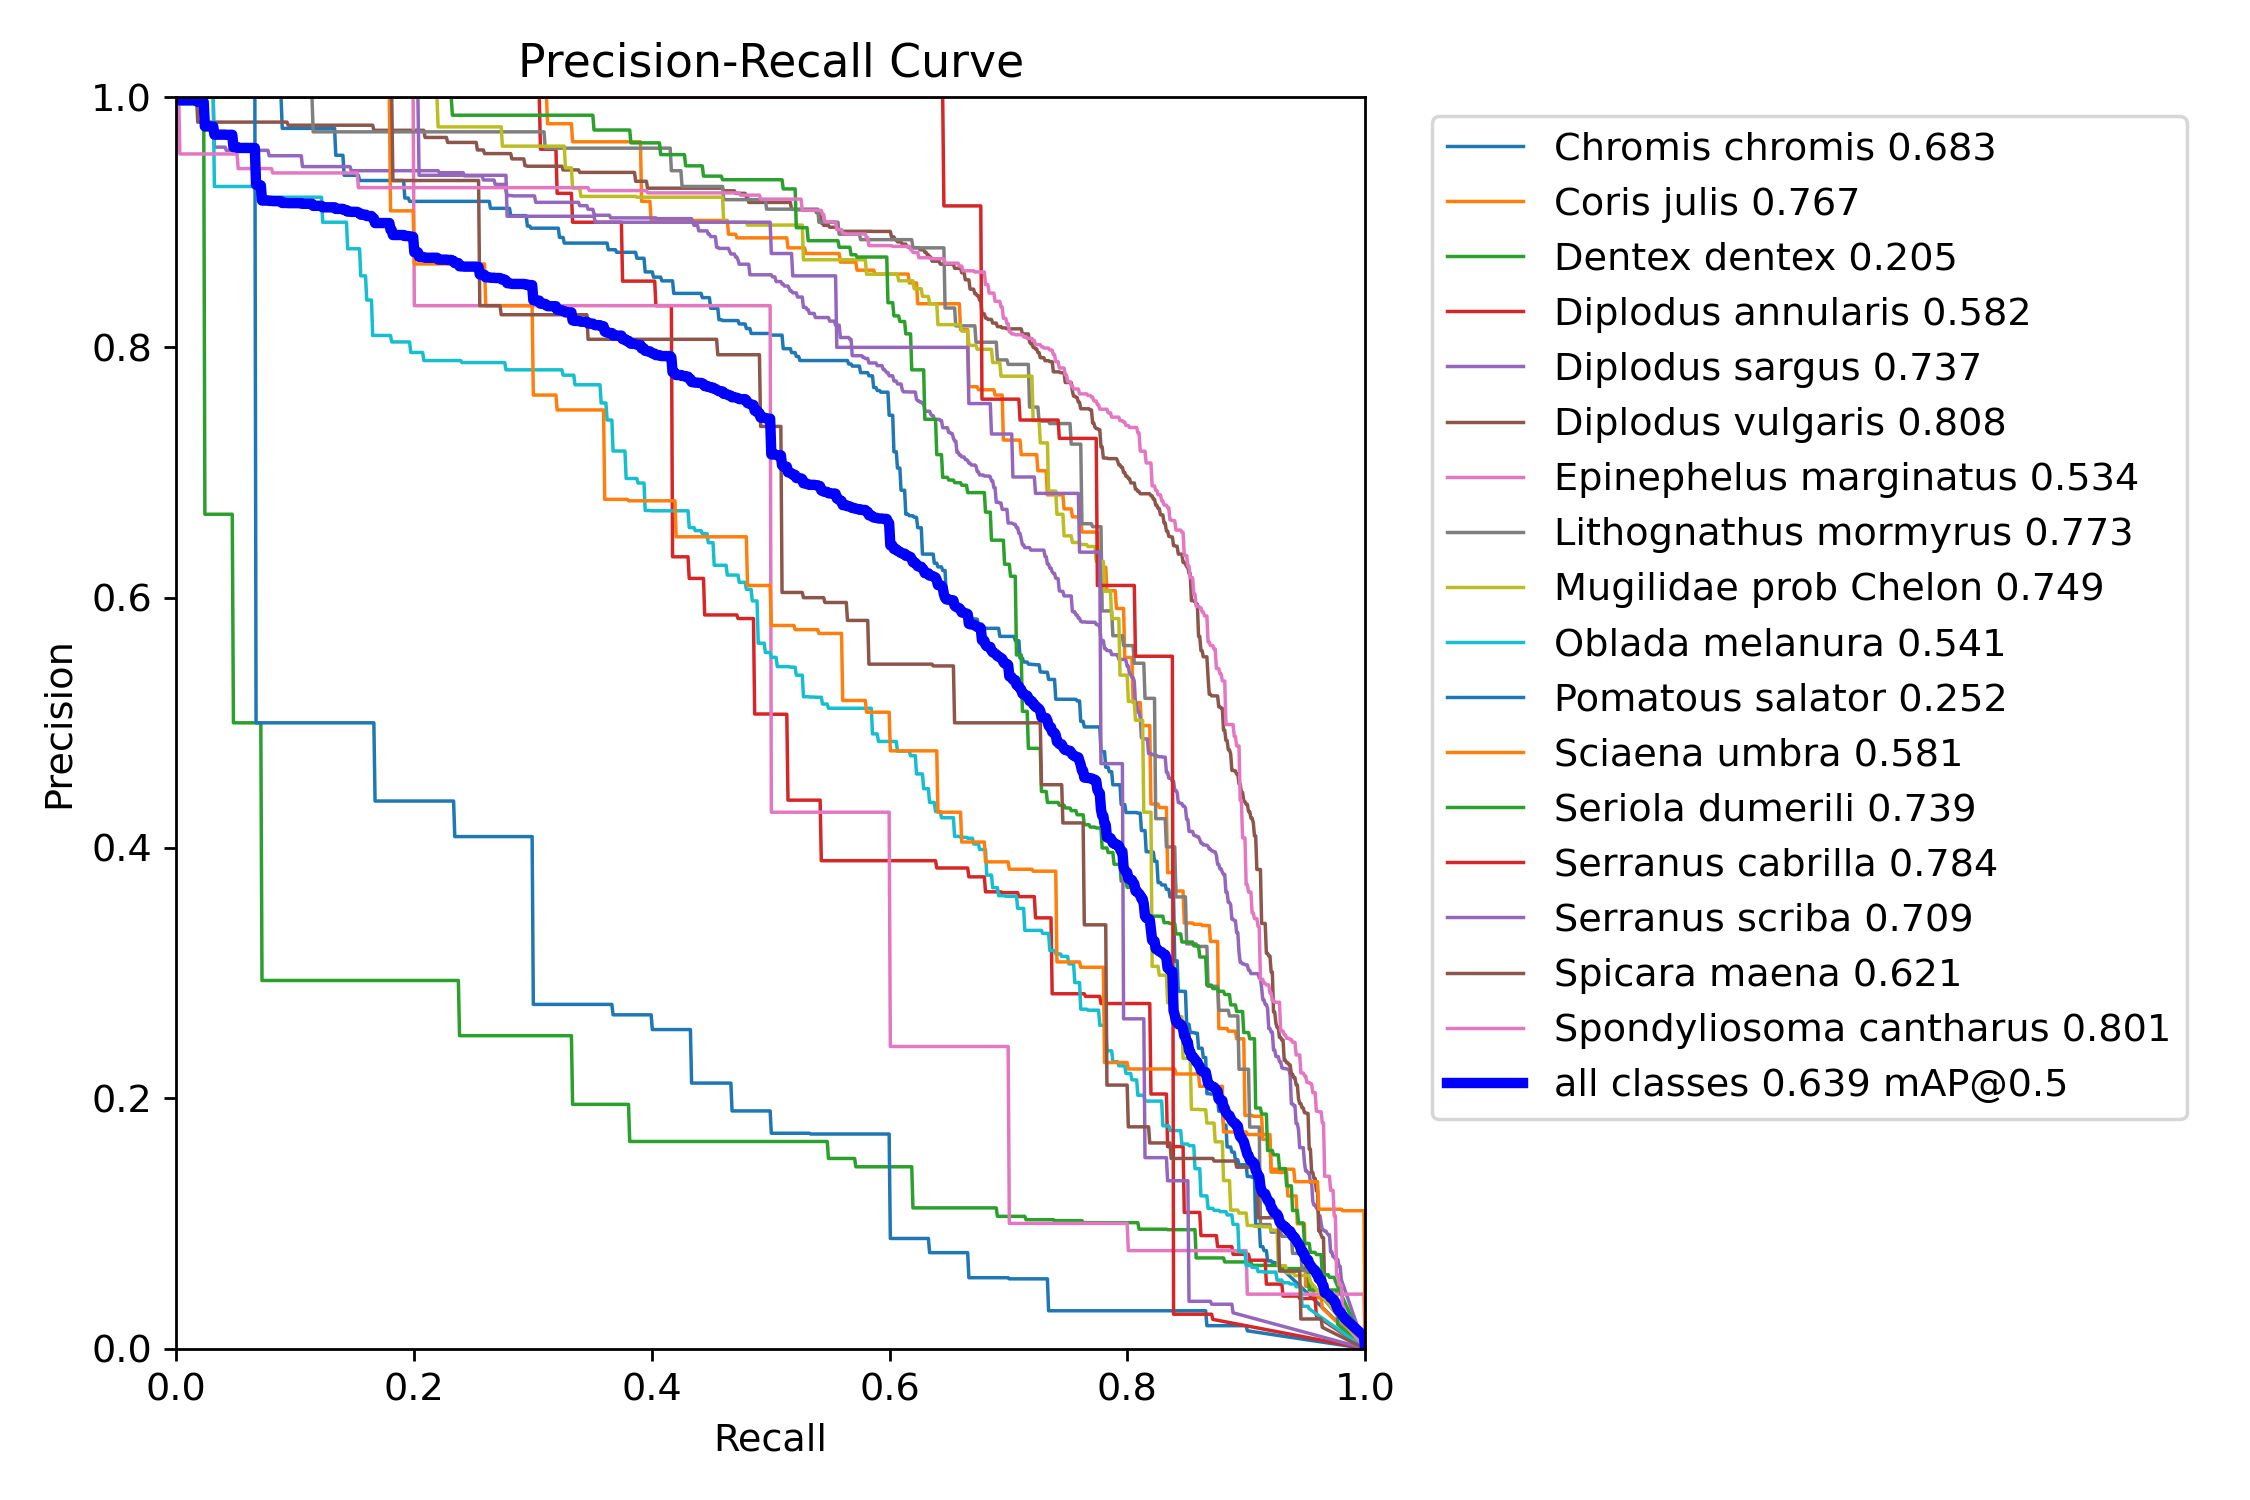 Precision-Recall Curve
1.0
0.8
0.6
0.4
0.2
0.0
Precision
0.0 0.2 0.4 0.6 0.8 1.0
Recall
Chromis chromis 0.683
Coris julis 0.767
Dentex dentex 0.205
Diplodus annularis 0.582
Diplodus sargus 0.737
Diplodus vulgaris 0.808
Epinephelus marginatus 0.534
Lithognathus mormyrus 0.773
Mugilidae prob Chelon 0.749
Oblada melanura 0.541
Pomatous salator 0.252
Sciaena umbra 0.581
Seriola dumerili 0.739
Serranus cabrilla 0.784
Serranus scriba 0.709
Spicara maena 0.621
Spondyliosoma cantharus 0.801
all classes 0.639 mAP@0.5